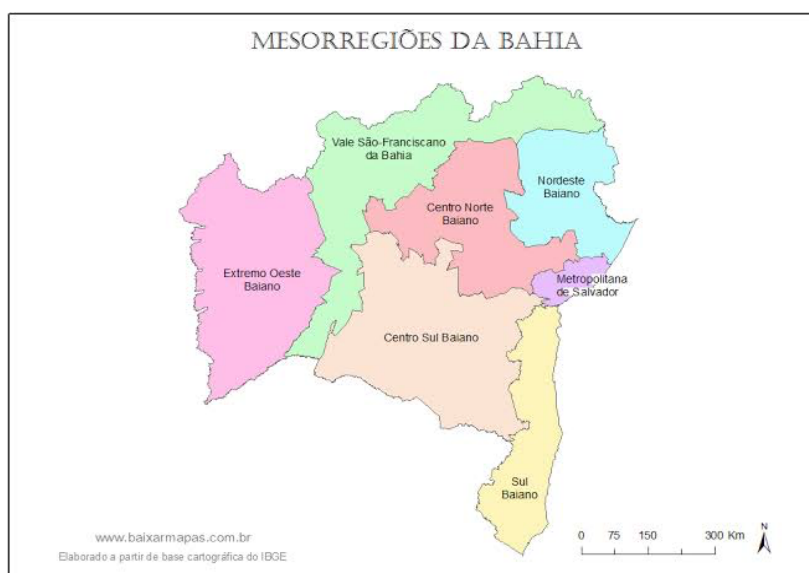 MESORREGIÕES DA BAHIA
Vale São-Franciscano
da Bahia
Nordeste
Baiano
Centro Norte
Baiano
Extremo Oeste
Baiano
Metropolitana
de Salvador
Centro Sul Baiano
Sul
Baiano
www.baixarmapas.com.br
Elaborado a partir de base cartográfica do IBGE
0 75 150 300 Km
N